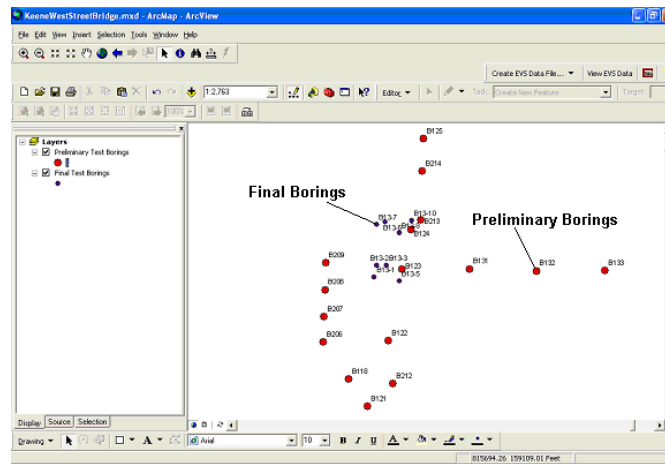 KeeneWestStreetBridge.mxd - ArcMap - ArcView
File Edit View Insert Selection Tools Window Help
Create EVS Data File... View EVS Data
1:2,763 Editor Task: Create New Feature Target:
100%
Layers
Preliminary Test Borings
Final Test Borings
B125
B214
Final Borings
B13-7 B13-10
B213
B124
Preliminary Borings
B209 B13-2 B13-3 B123 B131 B132 B133
B13-1 B13-5
B208
B207
B206 B122
B118 B212
B121
Display Source Selection
Drawing A Arial 10 B I U A
815694.26 159109.01 Feet